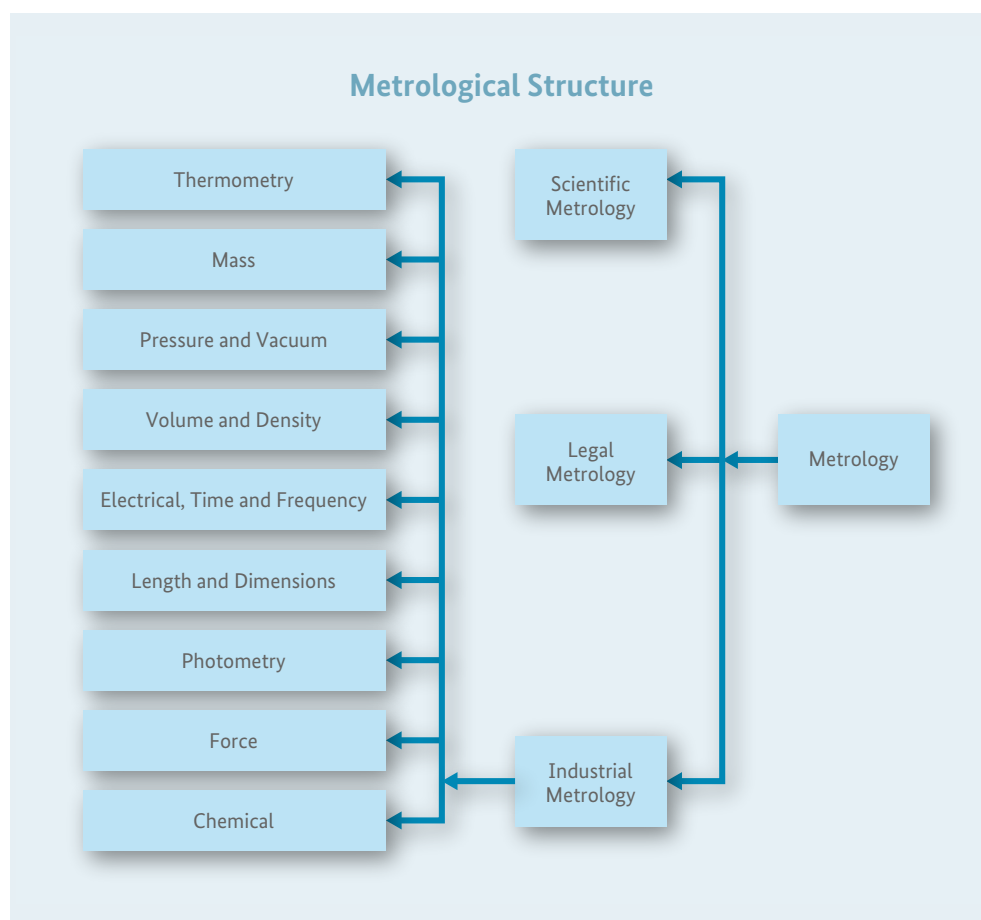 Metrological Structure
Thermometry
Mass
Pressure and Vacuum
Volume and Density
Electrical, Time and Frequency
Length and Dimensions
Photometry
Force
Chemical
Scientific
Metrology
Legal
Metrology
Industrial
Metrology
Metrology